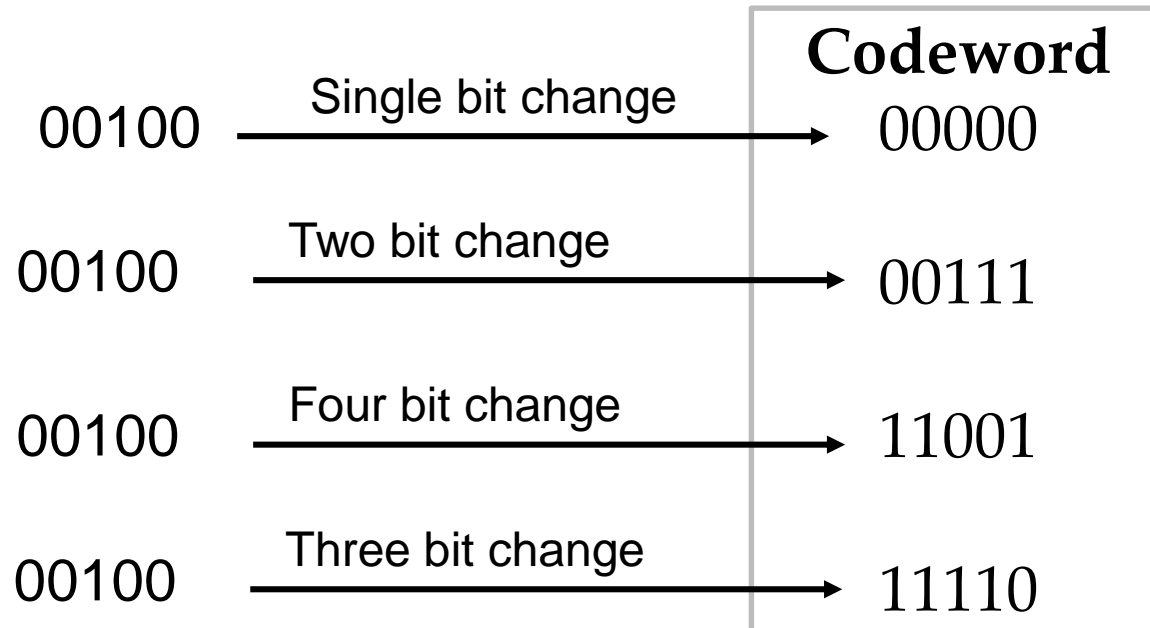 Codeword
00100 Single bit change 00000
00100 Two bit change 00111
00100 Four bit change 11001
00100 Three bit change 11110